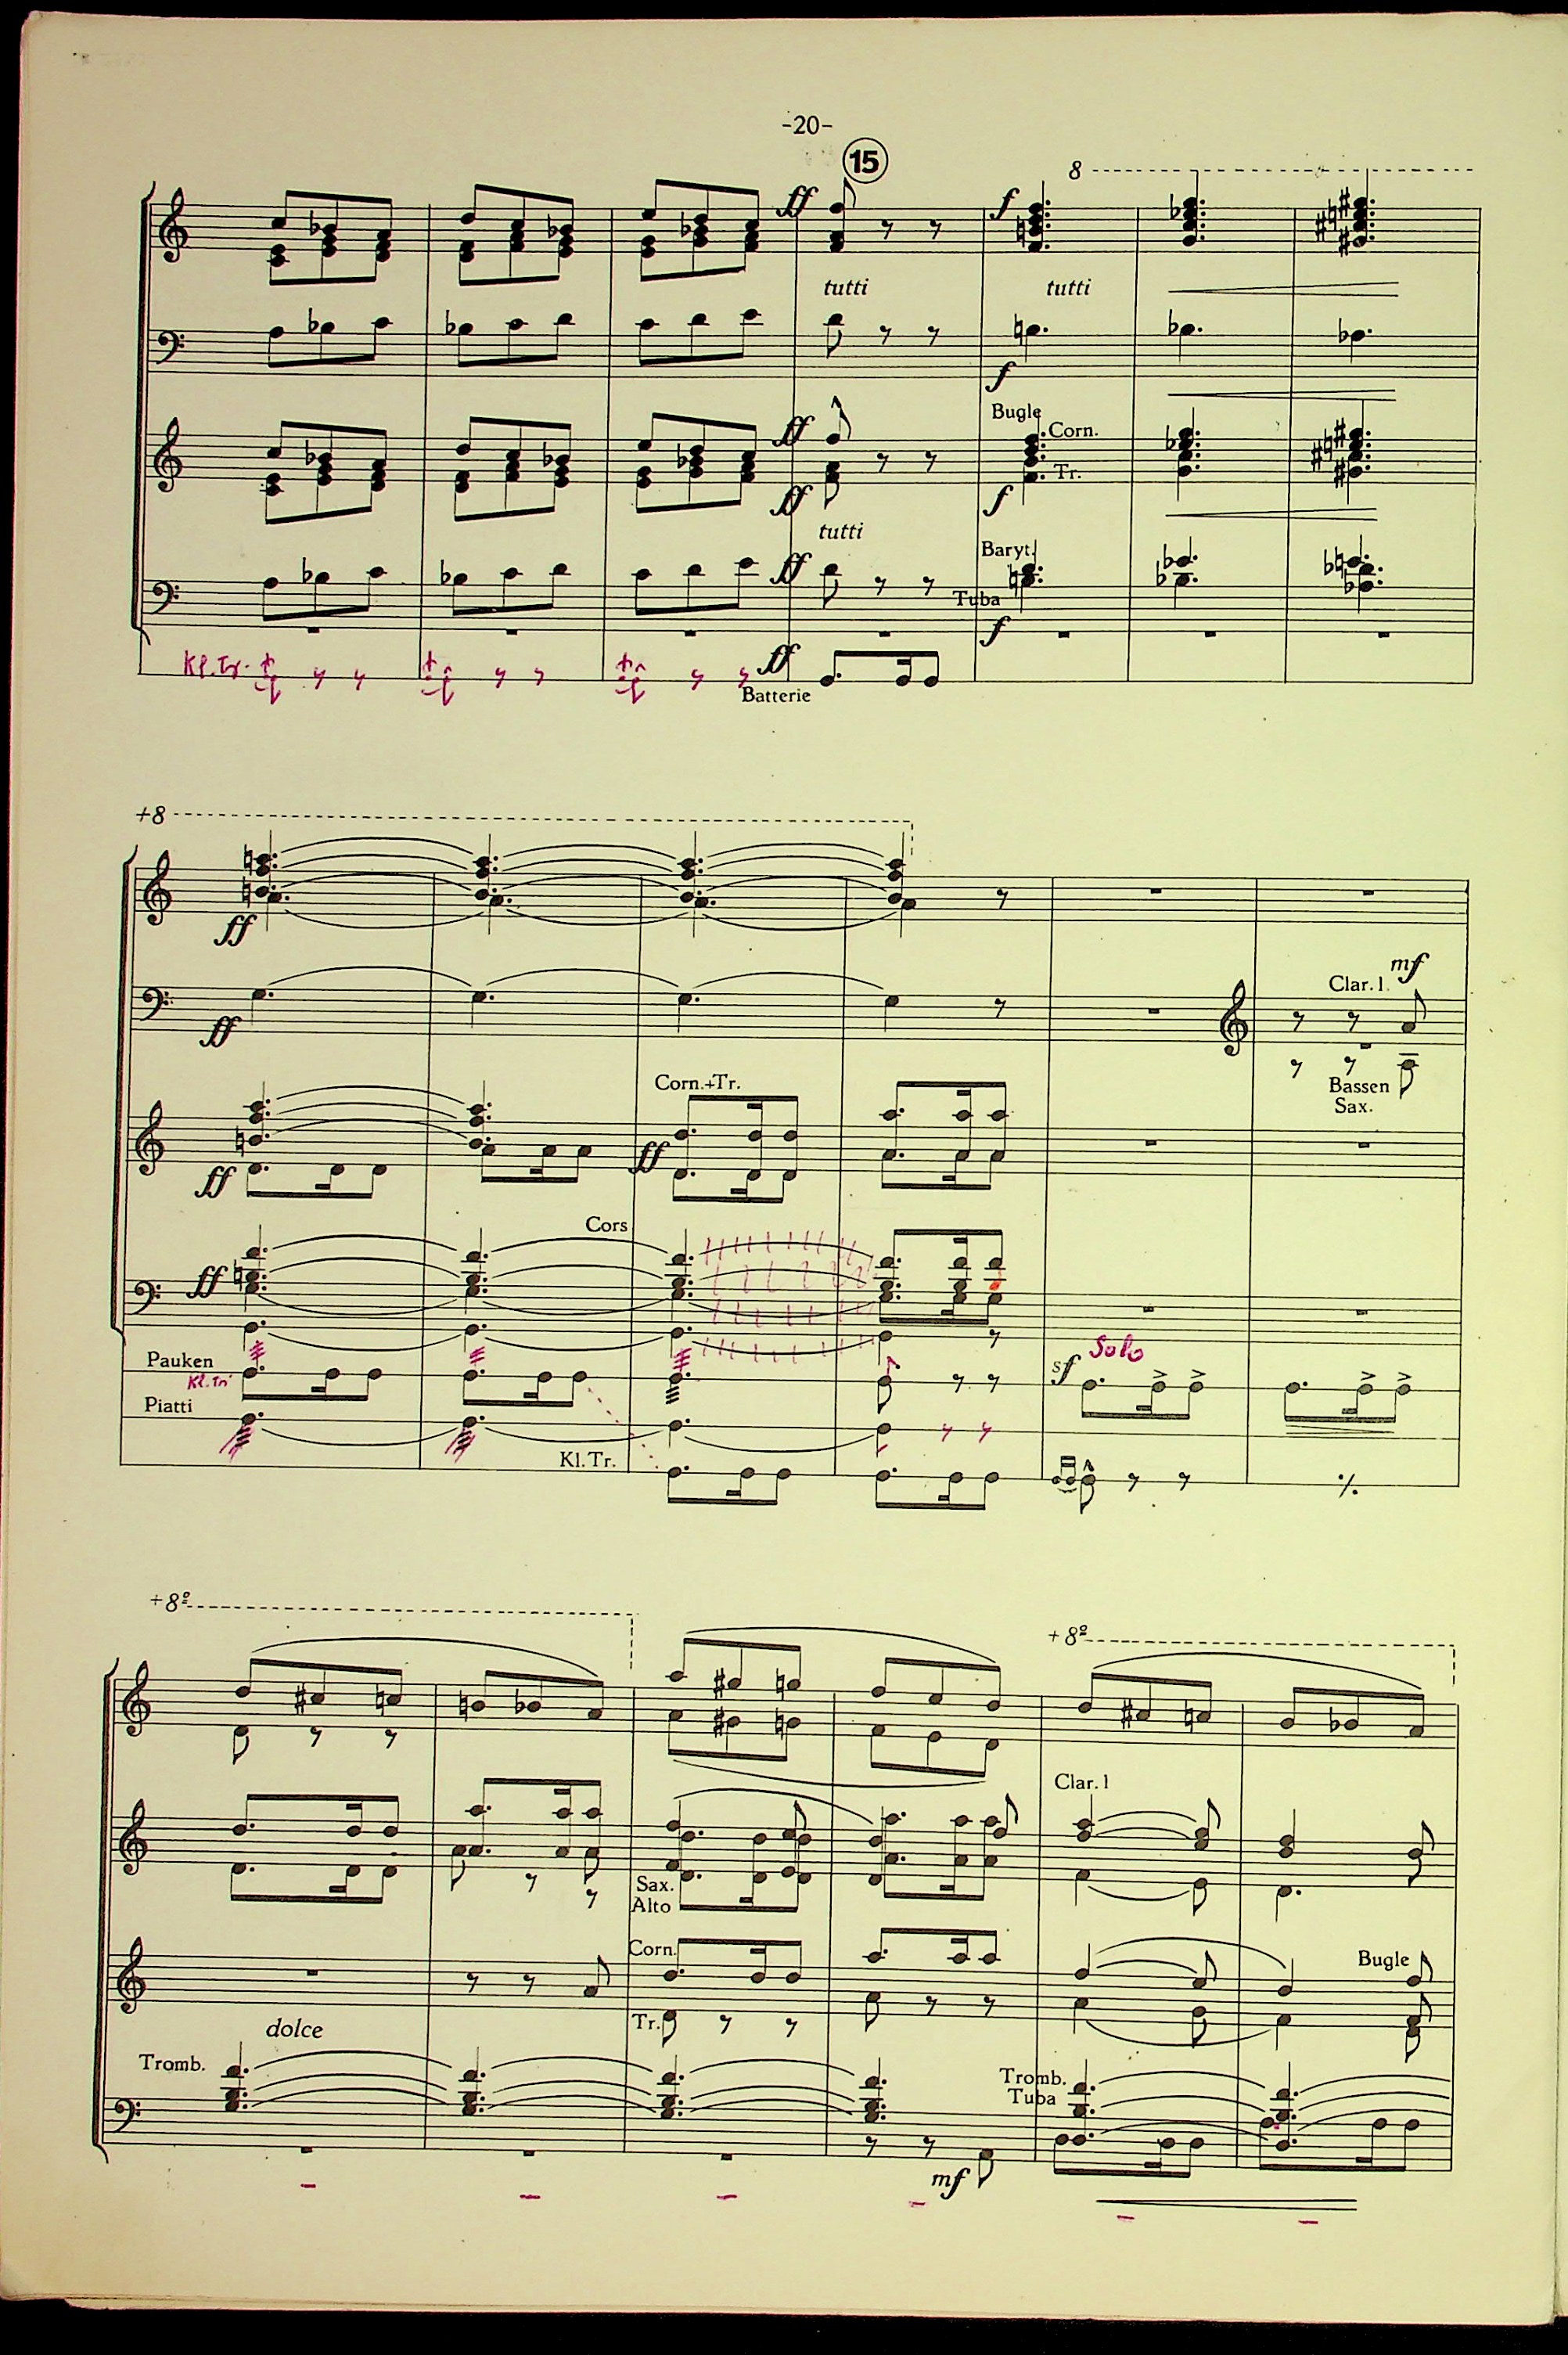 -20-
15
ff f 8
tutti tutti
f
Bugle
ff Corn.
Tr.
ff f
tutti
Baryt.
ff
Tuba
f
Kl. Tr. ff
Batterie
+8
ff
mf
Clar. 1
ff
Bassen
Sax.
Corn.+Tr.
ff ff
Cors
ff
Solo
Pauken sf
Kl. Tr.
Piatti
Kl. Tr.
+8º
+8º
Clar. 1
Sax.
Alto
Corn. Bugle
Tr.
dolce
Tromb. Tromb.
Tuba
mf